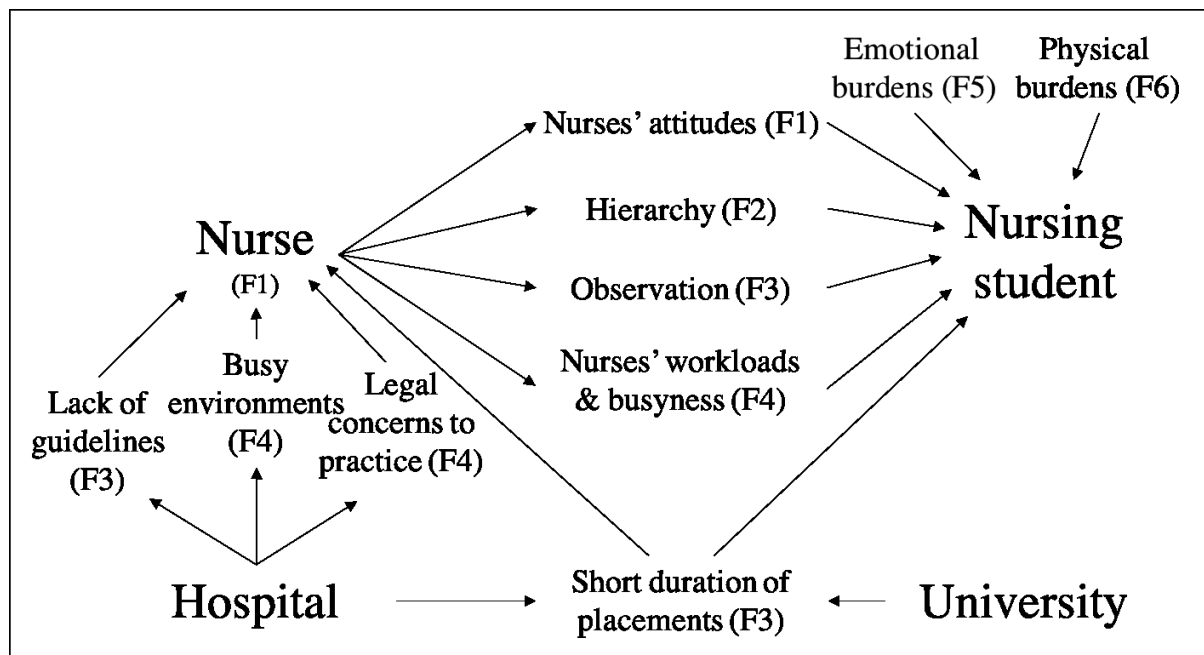 Emotional
burdens (F5)
Physical
burdens (F6)
Nurses’ attitudes (F1)
Hierarchy (F2)
Nursing
student
Nurse
(F1)
Observation (F3)
Nurses’ workloads
& busyness (F4)
Lack of
guidelines
(F3)
Busy
environments
(F4)
Legal
concerns to
practice (F4)
Hospital
Short duration of
placements (F3)
University